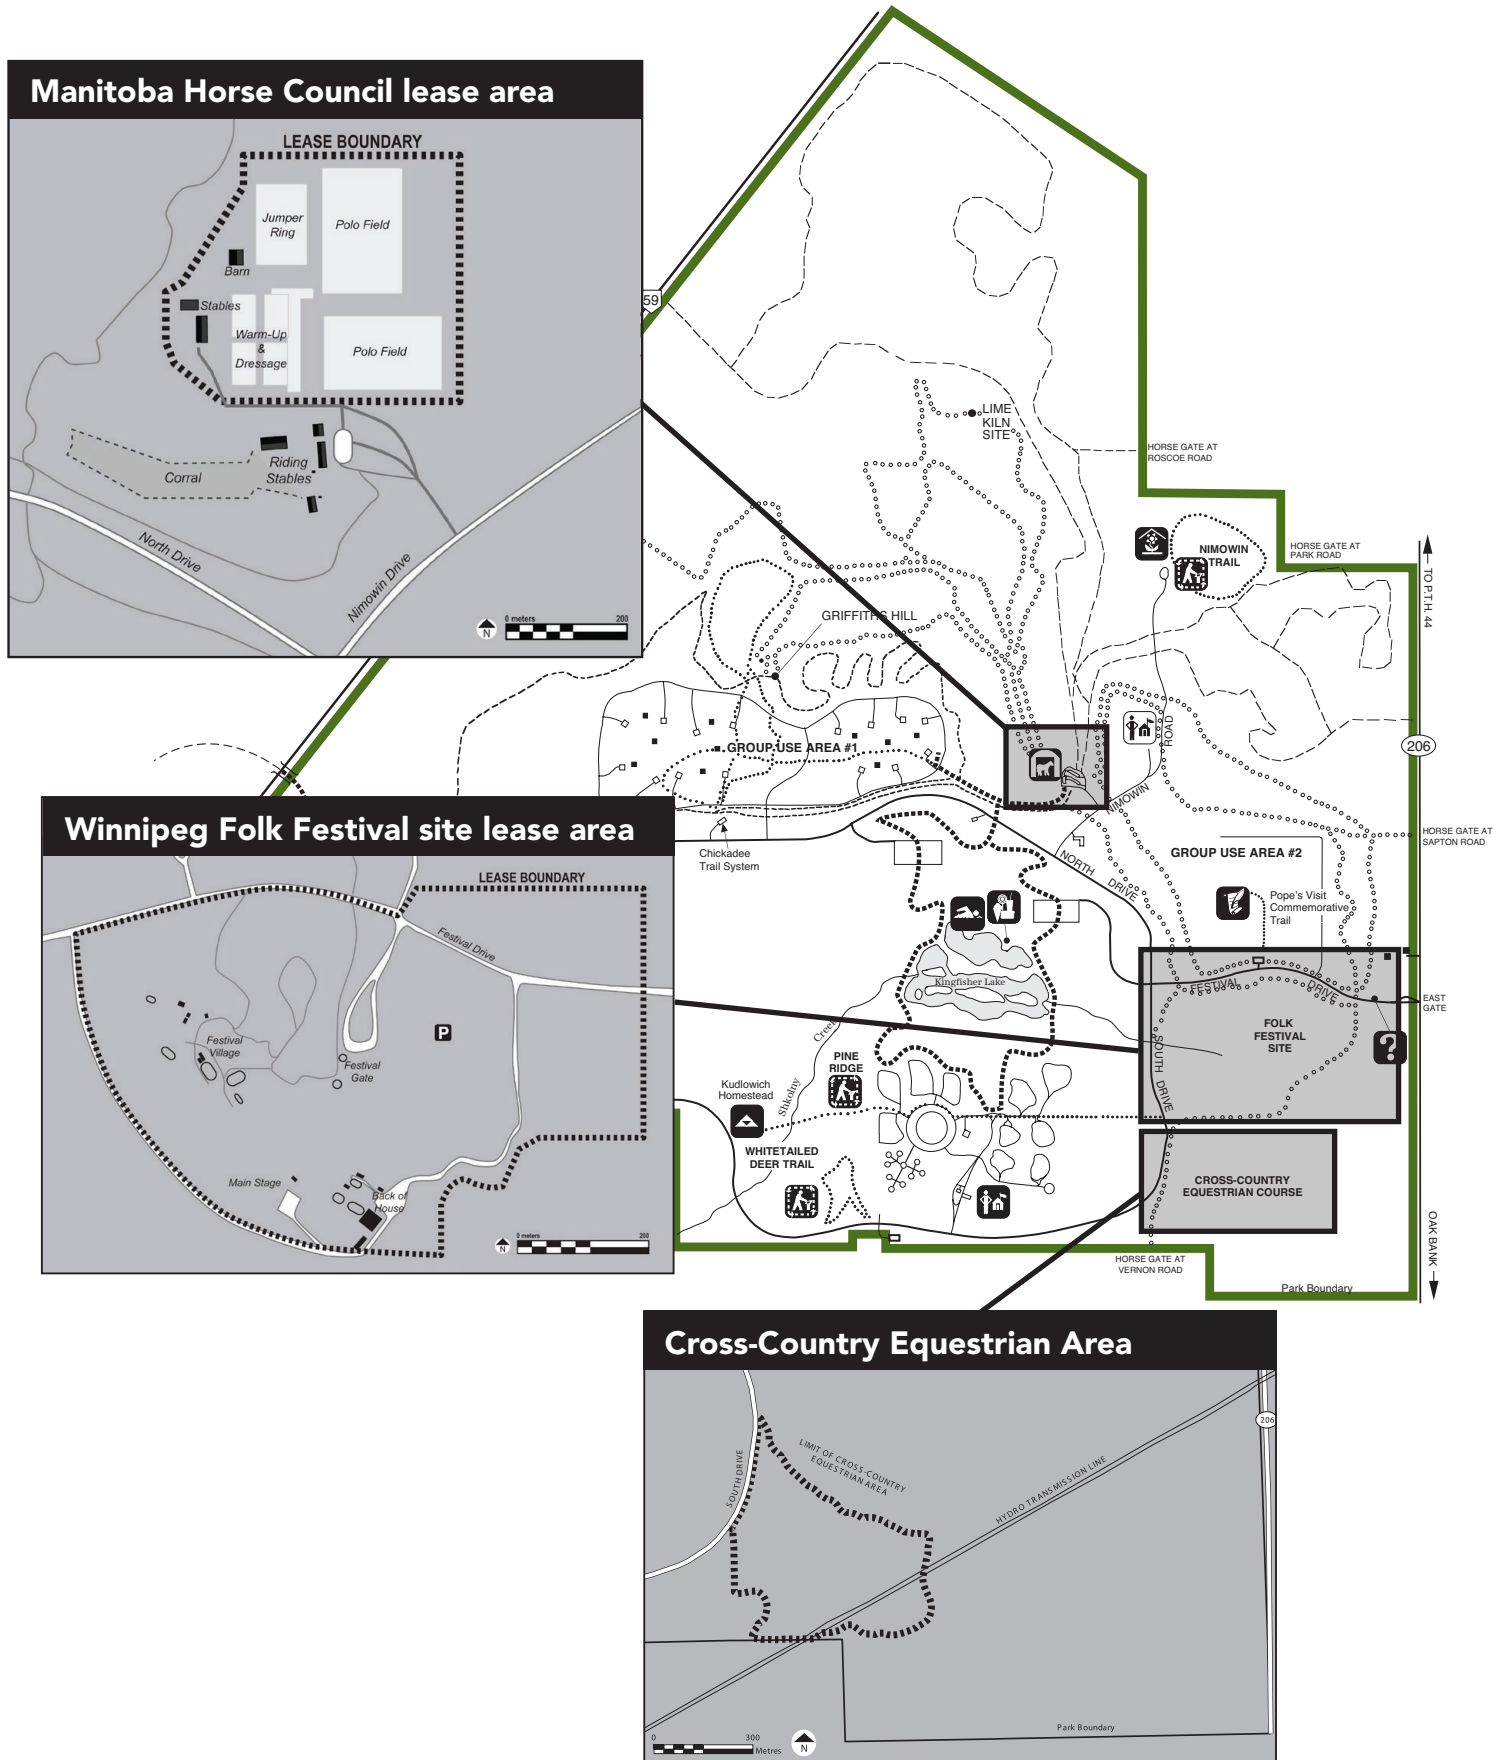 Manitoba Horse Council lease area
LEASE BOUNDARY
Jumper
Ring
Polo Field
Barn
Stables
Warm-Up
&
Dressage
Polo Field
Corral
Riding
Stables
North Drive
Nimowin Drive
N
0 meters
200
59
LIME
KILN
SITE
HORSE GATE AT
ROSCOE ROAD
NIMOWIN
TRAIL
HORSE GATE AT
PARK ROAD
TO P.T.H. 44
GRIFFITHS HILL
GROUP USE AREA #1
ROAD
NIMOWIN
206
Chickadee
Trail System
NORTH
DRIVE
GROUP USE AREA #2
HORSE GATE AT
SAPTON ROAD
Pope's Visit
Commemorative
Trail
Kingfisher Lake
FESTIVAL
DRIVE
EAST
GATE
FOLK
FESTIVAL
SITE
?
SOUTH DRIVE
Creek
Shkolny
PINE
RIDGE
Kudlowich
Homestead
WHITETAILED
DEER TRAIL
CROSS-COUNTRY
EQUESTRIAN COURSE
HORSE GATE AT
VERNON ROAD
OAK BANK
Park Boundary
Winnipeg Folk Festival site lease area
LEASE BOUNDARY
Festival Drive
P
Festival
Village
Festival
Gate
Main Stage
Back of
House
N
0 meters
200
Cross-Country Equestrian Area
206
SOUTH DRIVE
LIMIT OF CROSS-COUNTRY
EQUESTRIAN AREA
HYDRO TRANSMISSION LINE
Park Boundary
0
300
Metres
N